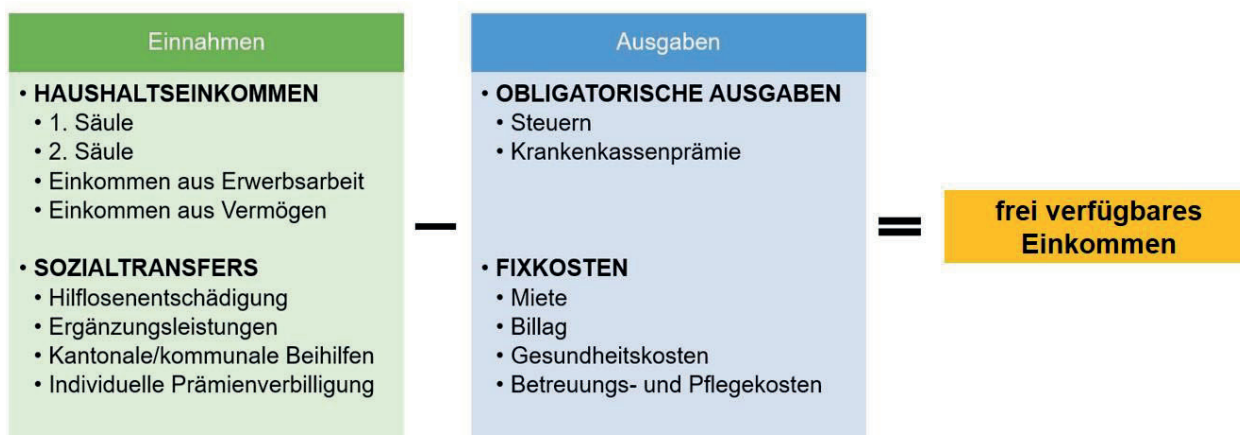 Einnahmen
• HAUSHALTSEINKOMMEN
• 1. Säule
• 2. Säule
• Einkommen aus Erwerbsarbeit
• Einkommen aus Vermögen
• SOZIALTRANSFERS
• Hilflosenentschädigung
• Ergänzungsleistungen
• Kantonale/kommunale Beihilfen
• Individuelle Prämienverbilligung
–
Ausgaben
• OBLIGATORISCHE AUSGABEN
• Steuern
• Krankenkassenprämie
• FIXKOSTEN
• Miete
• Billag
• Gesundheitskosten
• Betreuungs- und Pflegekosten
=
frei verfügbares
Einkommen